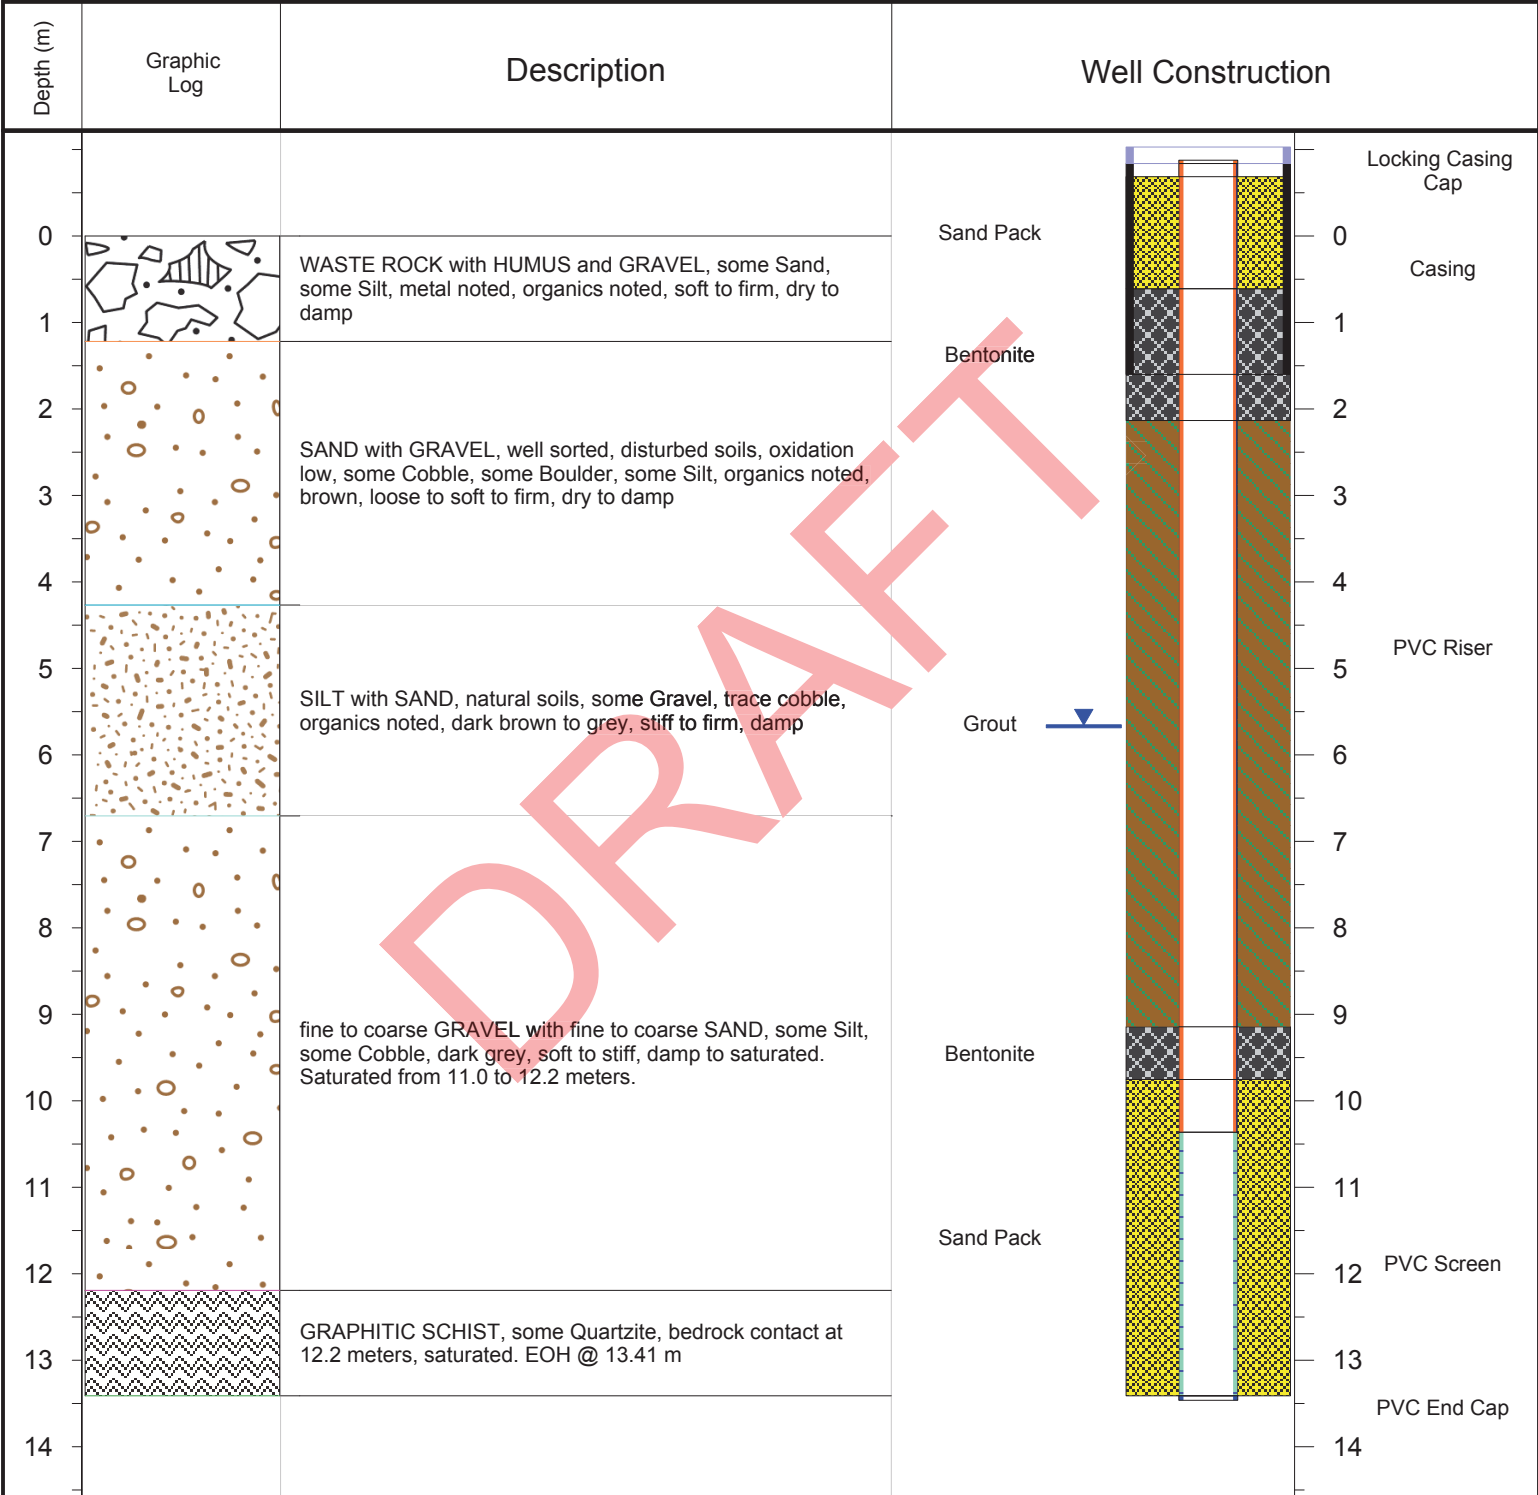 Depth (m)
Graphic
Log
Description
Well Construction
0
1
2
3
4
5
6
7
8
9
10
11
12
13
14
WASTE ROCK with HUMUS and GRAVEL, some Sand,
some Silt, metal noted, organics noted, soft to firm, dry to
damp
SAND with GRAVEL, well sorted, disturbed soils, oxidation
low, some Cobble, some Boulder, some Silt, organics noted,
brown, loose to soft to firm, dry to damp
SILT with SAND, natural soils, some Gravel, trace cobble,
organics noted, dark brown to grey, stiff to firm, damp
fine to coarse GRAVEL with fine to coarse SAND, some Silt,
some Cobble, dark grey, soft to stiff, damp to saturated.
Saturated from 11.0 to 12.2 meters.
GRAPHITIC SCHIST, some Quartzite, bedrock contact at
12.2 meters, saturated. EOH @ 13.41 m
DRAFT
Sand Pack
Bentonite
Grout
Bentonite
Sand Pack
0
1
2
3
4
5
6
7
8
9
10
11
12
13
14
Locking Casing
Cap
Casing
PVC Riser
PVC Screen
PVC End Cap